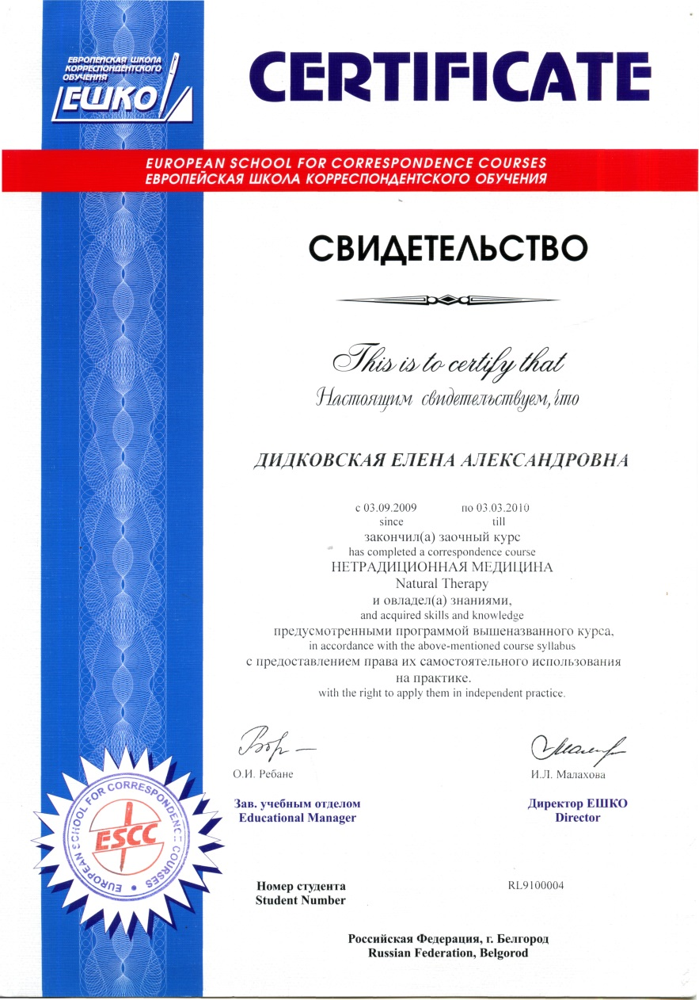 ЕВРОПЕЙСКАЯ ШКОЛА
КОРРЕСПОНДЕНТСКОГО
ОБУЧЕНИЯ
ЕШКО
CERTIFICATE
EUROPEAN SCHOOL FOR CORRESPONDENCE COURSES
ЕВРОПЕЙСКАЯ ШКОЛА КОРРЕСПОНДЕНТСКОГО ОБУЧЕНИЯ
СВИДЕТЕЛЬСТВО
This is to certify that
Настоящим свидетельствуем, что
ДИДКОВСКАЯ ЕЛЕНА АЛЕКСАНДРОВНА
с 03.09.2009 по 03.03.2010
since till
закончил(а) заочный курс
has completed a correspondence course
НЕТРАДИЦИОННАЯ МЕДИЦИНА
Natural Therapy
и овладел(а) знаниями,
and acquired skills and knowledge
предусмотренными программой вышеназванного курса,
in accordance with the above-mentioned course syllabus
с предоставлением права их самостоятельного использования
на практике.
with the right to apply them in independent practice.
О.И. Ребане
И.Л. Малахова
Зав. учебным отделом
Educational Manager
Директор ЕШКО
Director
EUROPEAN SCHOOL FOR CORRESPONDENCE COURSES
ESCC
Номер студента
Student Number
RL9100004
Российская Федерация, г. Белгород
Russian Federation, Belgorod